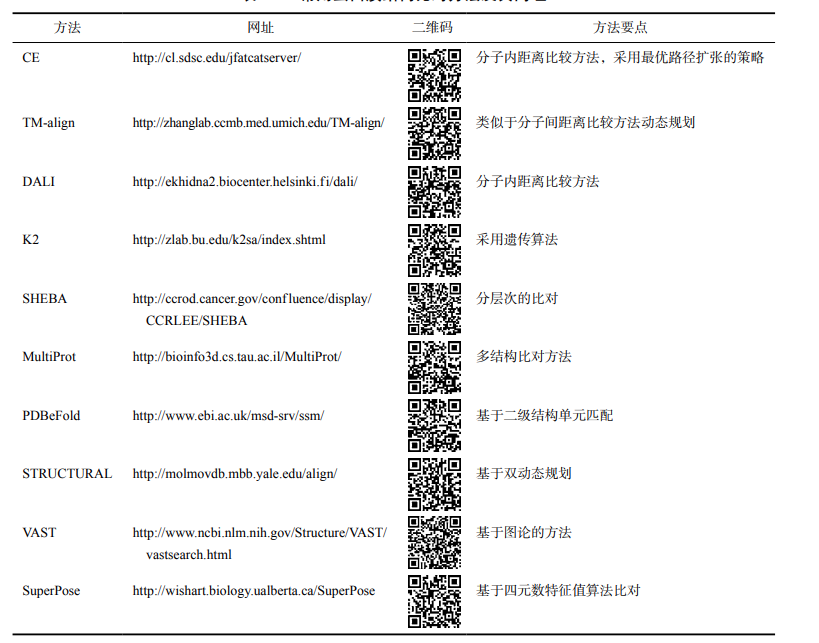 方法 网址 二维码 方法要点
CE http://cl.sdsc.edu/jfatcatserver/ 分子内距离比较方法，采用最优路径扩张的策略
TM-align http://zhanglab.ccmb.med.umich.edu/TM-align/ 类似于分子间距离比较方法动态规划
DALI http://ekhidna2.biocenter.helsinki.fi/dali/ 分子内距离比较方法
K2 http://zlab.bu.edu/k2sa/index.shtml 采用遗传算法
SHEBA http://ccrod.cancer.gov/confluence/display/ 分层次的比对
CCRLEE/SHEBA
MultiProt http://bioinfo3d.cs.tau.ac.il/MultiProt/ 多结构比对方法
PDBeFold http://www.ebi.ac.uk/msd-srv/ssm/ 基于二级结构单元匹配
STRUCTURAL http://molmovdb.mbb.yale.edu/align/ 基于双动态规划
VAST http://www.ncbi.nlm.nih.gov/Structure/VAST/ 基于图论的方法
vastsearch.html
SuperPose http://wishart.biology.ualberta.ca/SuperPose 基于四元数特征值算法比对